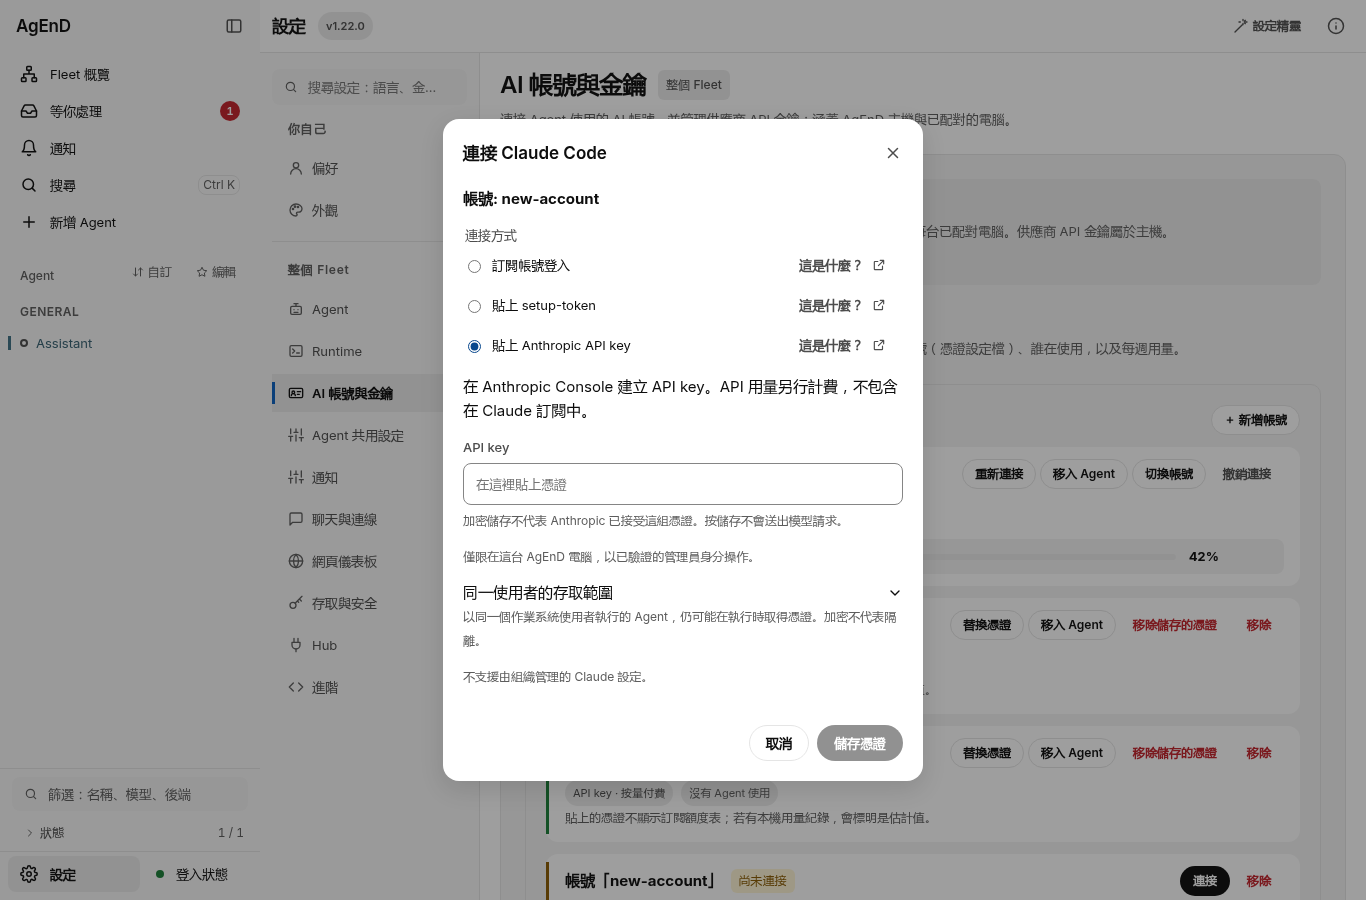 AgEnD
設定
v1.22.0
設定精靈
Fleet 概覽
等你處理
1
通知
搜尋
Ctrl K
新增 Agent
Agent
自訂
編輯
GENERAL
Assistant
篩選：名稱、模型、後端
狀態
1 / 1
設定
登入狀態
搜尋設定：語言、金...
你自己
偏好
外觀
整個 Fleet
Agent
Runtime
AI 帳號與金鑰
Agent 共用設定
通知
聊天與連線
網頁儀表板
存取與安全
Hub
進階
AI 帳號與金鑰
整個 Fleet
主機與已配對的電腦。
台已配對電腦。供應商 API 金鑰屬於主機。
（憑證設定檔）、誰在使用，以及每週用量。
+ 新增帳號
重新連接
移入 Agent
切換帳號
撤銷連接
42%
替換憑證
移入 Agent
移除儲存的憑證
移除
替換憑證
移入 Agent
移除儲存的憑證
移除
API key · 按量付費
沒有 Agent 使用
貼上的憑證不顯示訂閱額度表；若有本機用量紀錄，會標明是估計值。
帳號「new-account」
尚未連接
連接
移除
連接 Claude Code
帳號: new-account
連接方式
訂閱帳號登入
這是什麼？
貼上 setup-token
這是什麼？
貼上 Anthropic API key
這是什麼？
在 Anthropic Console 建立 API key。API 用量另行計費，不包含
在 Claude 訂閱中。
API key
在這裡貼上憑證
加密儲存不代表 Anthropic 已接受這組憑證。按儲存不會送出模型請求。
僅限在這台 AgEnD 電腦，以已驗證的管理員身分操作。
同一使用者的存取範圍
以同一個作業系統使用者執行的 Agent，仍可能在執行時取得憑證。加密不代表隔
離。
不支援由組織管理的 Claude 設定。
取消
儲存憑證